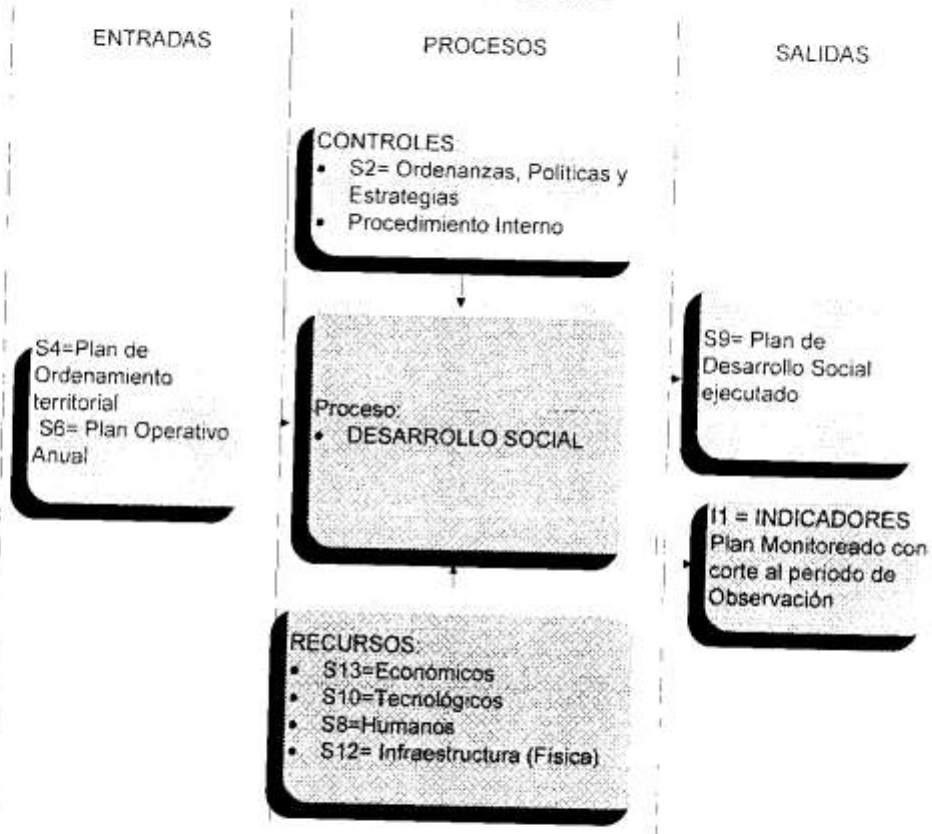 ENTRADAS
PROCESOS
SALIDAS
CONTROLES:
• S2= Ordenanzas, Políticas y
Estrategias
• Procedimiento Interno
S4=Plan de
Ordenamiento
territorial
S6= Plan Operativo
Anual
Proceso:
• DESARROLLO SOCIAL
S9= Plan de
Desarrollo Social
ejecutado
I1 = INDICADORES
Plan Monitoreado con
corte al periodo de
Observación
RECURSOS:
• S13=Económicos
• S10=Tecnológicos
• S8=Humanos
• S12= Infraestructura (Física)